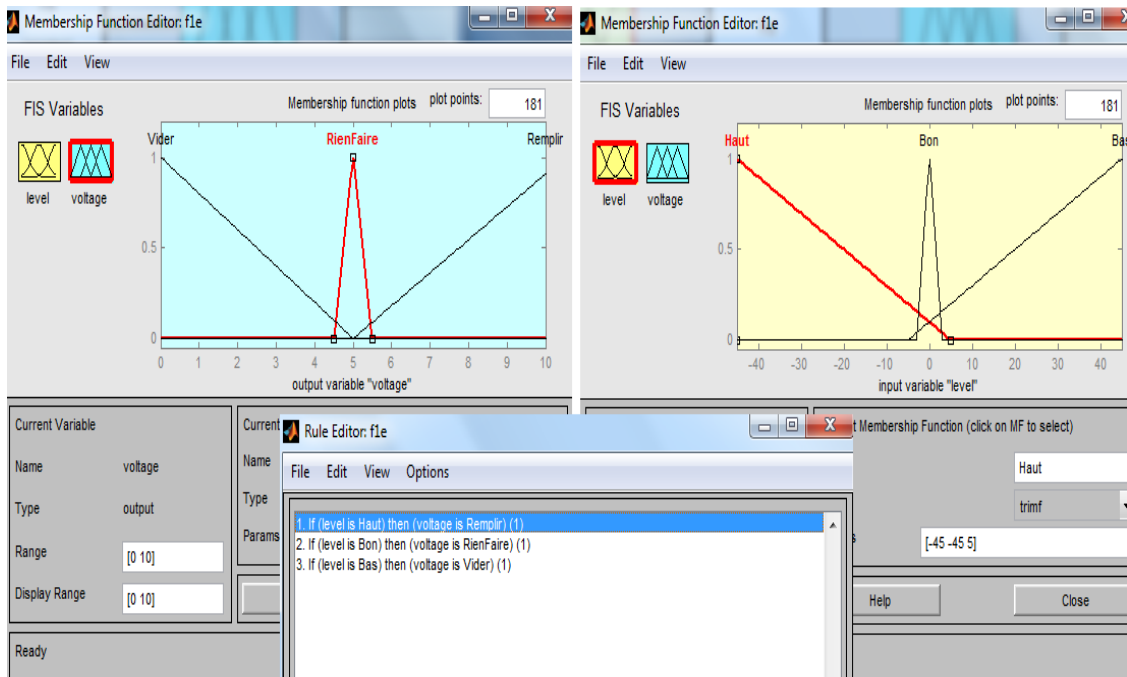 Membership Function Editor: f1e
File Edit View
FIS Variables
Membership function plots plot points: 181
Vider RienFaire Remplir
level voltage
1
0.5
0
0 1 2 3 4 5 6 7 8 9 10
output variable "voltage"
Current Variable
Name voltage
Type output
Range [0 10]
Display Range [0 10]
Ready
Current
Name
Type
Params
Membership Function Editor: f1e
File Edit View
FIS Variables
Membership function plots plot points: 181
Haut Bon Bas
level voltage
1
0.5
0
-40 -30 -20 -10 0 10 20 30 40
input variable "level"
t Membership Function (click on MF to select)
Haut
trimf
s [-45 -45 5]
Help Close
Rule Editor: f1e
File Edit View Options
1. If (level is Haut) then (voltage is Remplir) (1)
2. If (level is Bon) then (voltage is RienFaire) (1)
3. If (level is Bas) then (voltage is Vider) (1)